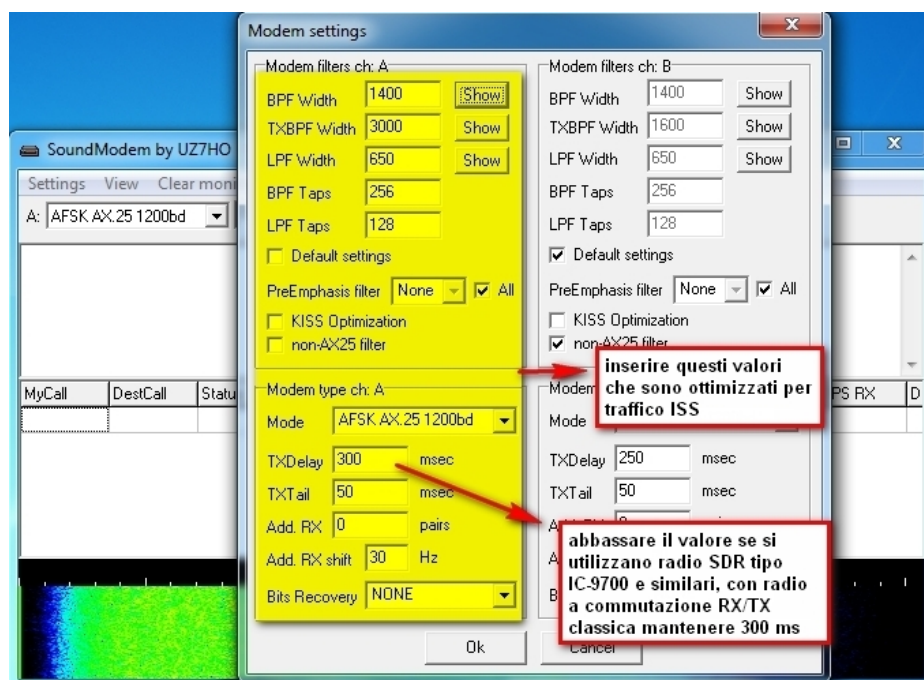 Modem settings
Modem filters ch: A
BPF Width 1400 Show
TXBPF Width 3000 Show
LPF Width 650 Show
BPF Taps 256
LPF Taps 128
Default settings
PreEmphasis filter None All
KISS Optimization
non-AX25 filter
Modem type ch: A
Mode AFSK AX.25 1200bd
TXDelay 300 msec
TXTail 50 msec
Add. RX 0 pairs
Add. RX shift 30 Hz
Bits Recovery NONE
Modem filters ch: B
BPF Width 1400 Show
TXBPF Width 1600 Show
LPF Width 650 Show
BPF Taps 256
LPF Taps 128
Default settings
PreEmphasis filter None All
KISS Optimization
non-AX25 filter
Modem
Mode
TXDelay 250 msec
TXTail 50 msec
Ok
Cancel
inserire questi valori
che sono ottimizzati per
traffico ISS
abbassare il valore se si
utilizzano radio SDR tipo
IC-9700 e similari, con radio
a commutazione RX/TX
classica mantenere 300 ms
SoundModem by UZ7HO
Settings View Clear moni
A: AFSK AX.25 1200bd
MyCall DestCall Statu PS RX D